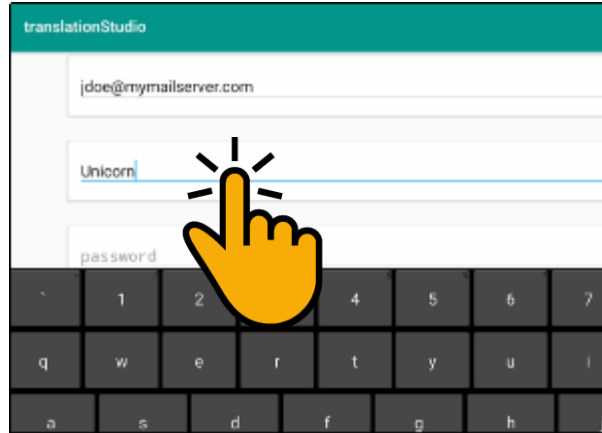 translationStudio
jdoe@mymailserver.com
Unicorn
password
` 1 2 4 5 6 7
q w e r t y u i
a s d f g h